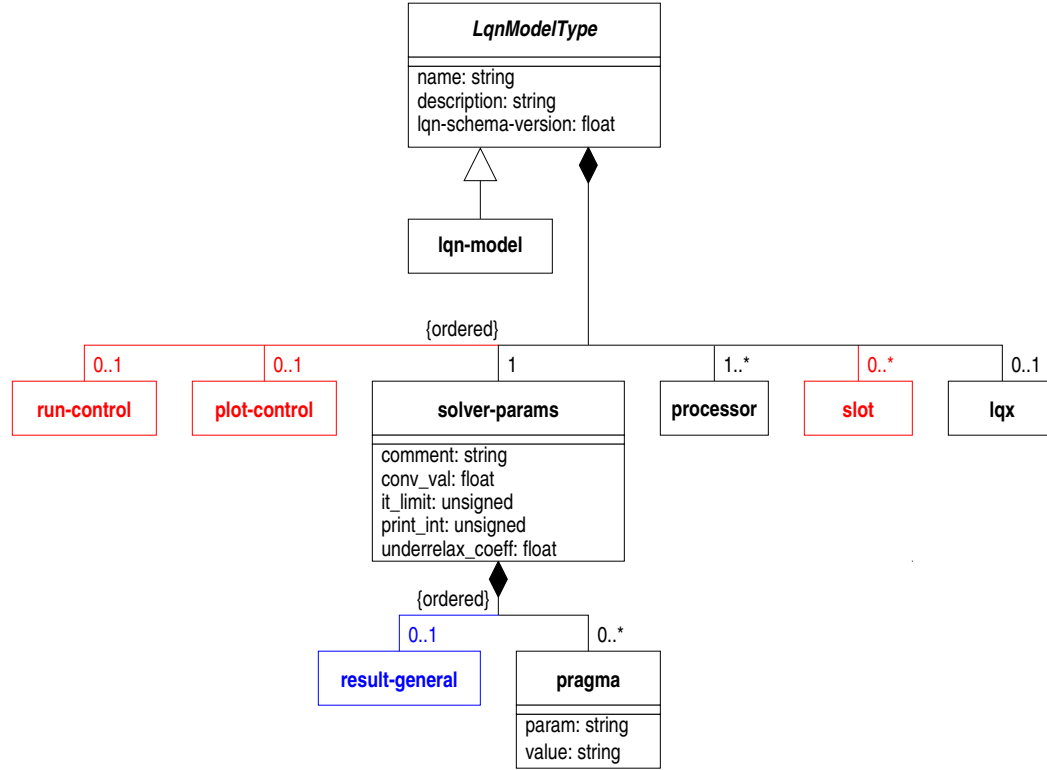 LqnModelType
name: string
description: string
lqn-schema-version: float
lqn-model
{ordered}
0..1
0..1
1
1..*
0..*
0..1
run-control
plot-control
solver-params
processor
slot
lqx
comment: string
conv_val: float
it_limit: unsigned
print_int: unsigned
underrelax_coeff: float
{ordered}
0..1
0..*
result-general
pragma
param: string
value: string